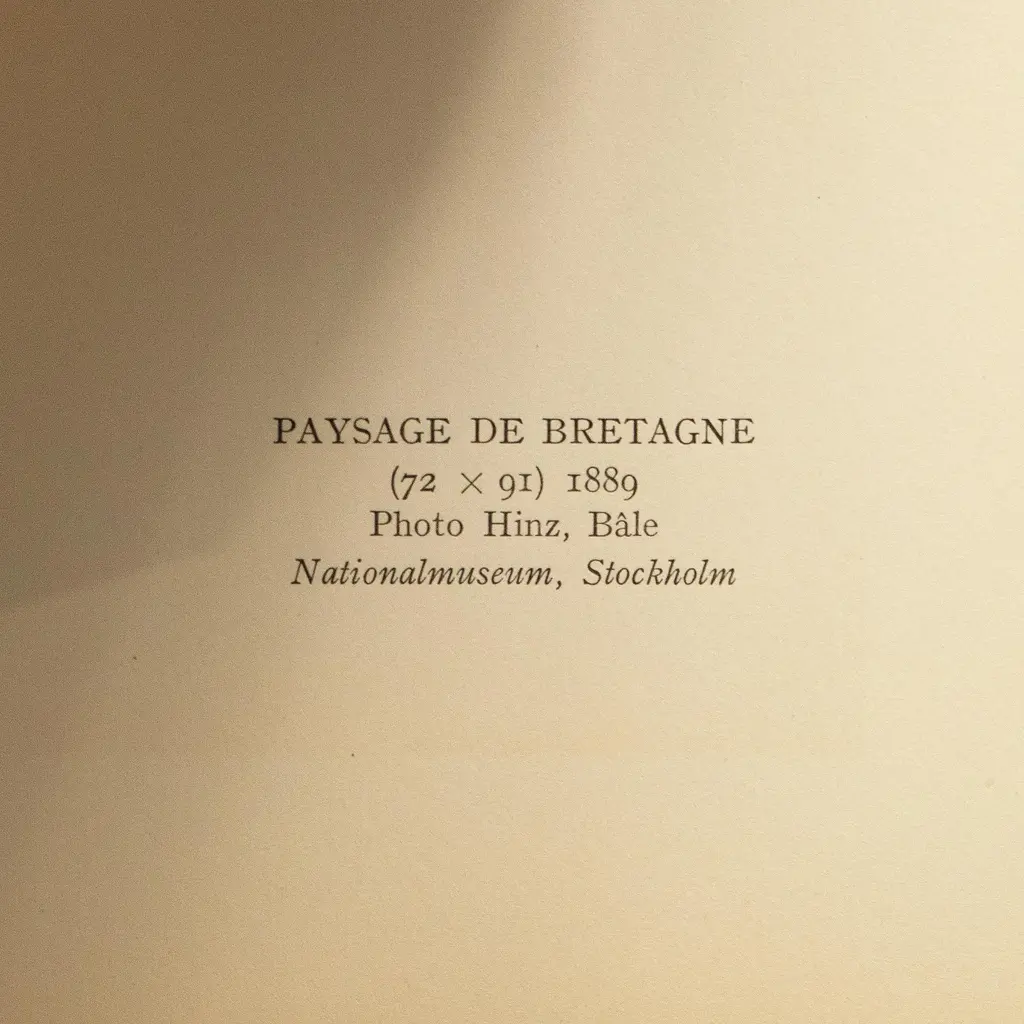 PAYSAGE DE BRETAGNE
(72 × 91) 1889
Photo Hinz, Bâle
Nationalmuseum, Stockholm